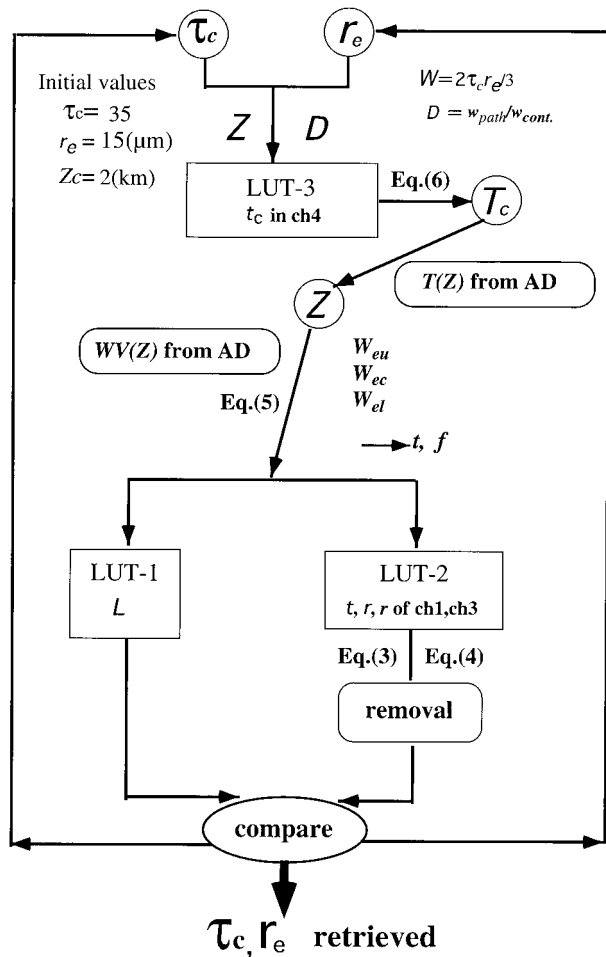 τc
re
Initial values
τc= 35
re = 15(μm)
Zc= 2(km)
W=2τcre/3
D = wpath/wcont.
Z D
LUT-3
tc in ch4
Eq.(6)
Tc
T(Z) from AD
Z
WV(Z) from AD
Weu
Wec
Wel
Eq.(5)
t, f
LUT-1
L
LUT-2
t, r, r of ch1,ch3
Eq.(3) Eq.(4)
removal
compare
τc, re retrieved